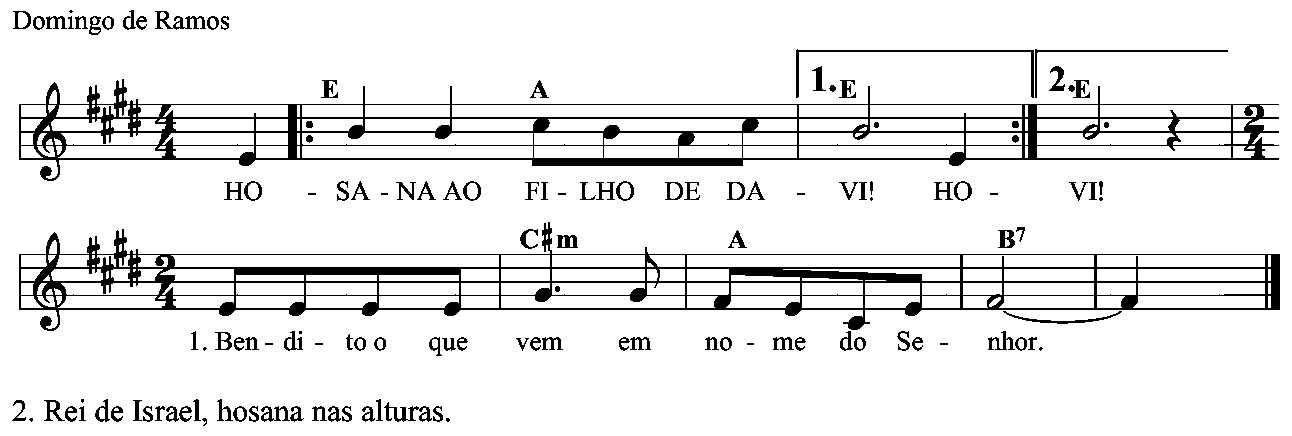 Domingo de Ramos
E A 1. E 2. E
HO - SA - NA AO FI - LHO DE DA - VI! HO - VI!
C#m A B7
1. Ben - di - to o que vem em no - me do Se - nhor.
2. Rei de Israel, hosana nas alturas.